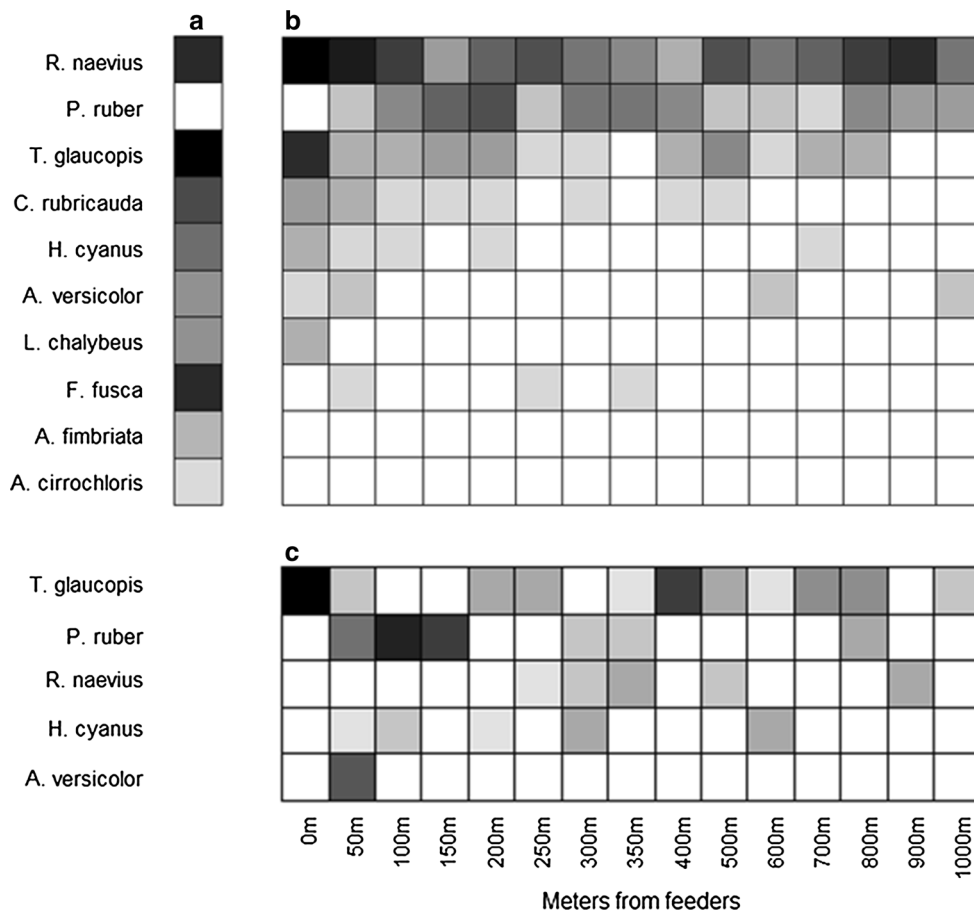 a
b
R. naevius
P. ruber
T. glaucopis
C. rubricauda
H. cyanus
A. versicolor
L. chalybeus
F. fusca
A. fimbriata
A. cirrochloris
c
T. glaucopis
P. ruber
R. naevius
H. cyanus
A. versicolor
0m
50m
100m
150m
200m
250m
300m
350m
400m
500m
600m
700m
800m
900m
1000m
Meters from feeders